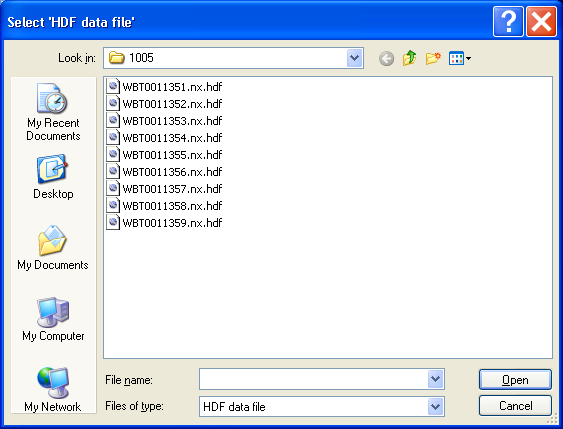 Select 'HDF data file'
Look in: 1005
My Recent
Documents
Desktop
My Documents
My Computer
My Network
WBT0011351.nx.hdf
WBT0011352.nx.hdf
WBT0011353.nx.hdf
WBT0011354.nx.hdf
WBT0011355.nx.hdf
WBT0011356.nx.hdf
WBT0011357.nx.hdf
WBT0011358.nx.hdf
WBT0011359.nx.hdf
File name: Open
Files of type: HDF data file Cancel